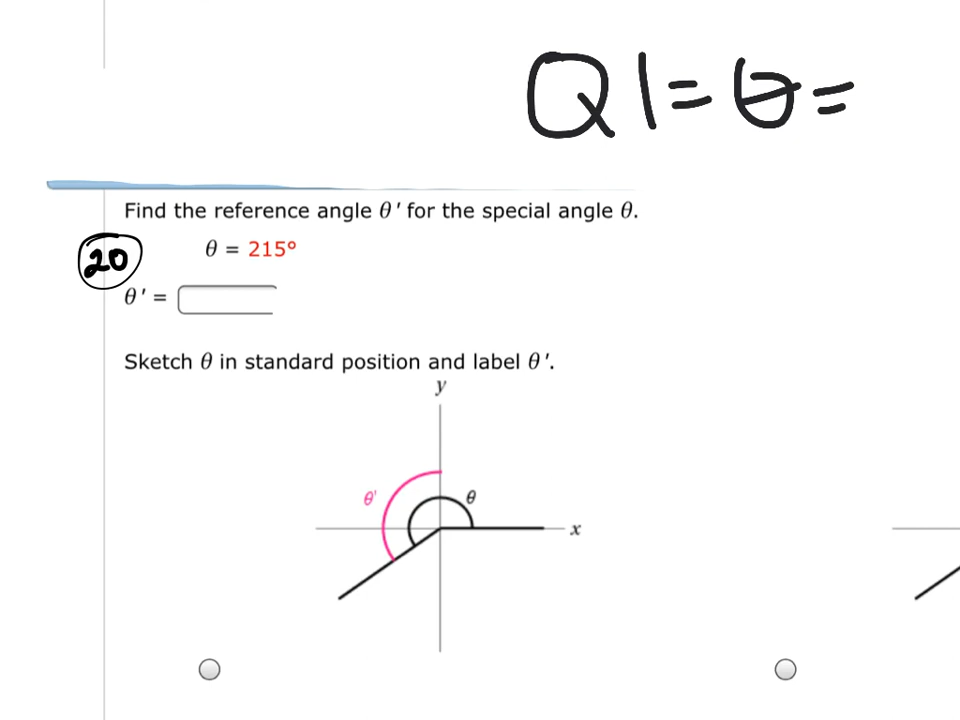 Q1=θ=
Find the reference angle θ' for the special angle θ.
20
θ = 215°
θ' =
Sketch θ in standard position and label θ'.
y
θ'
θ
x